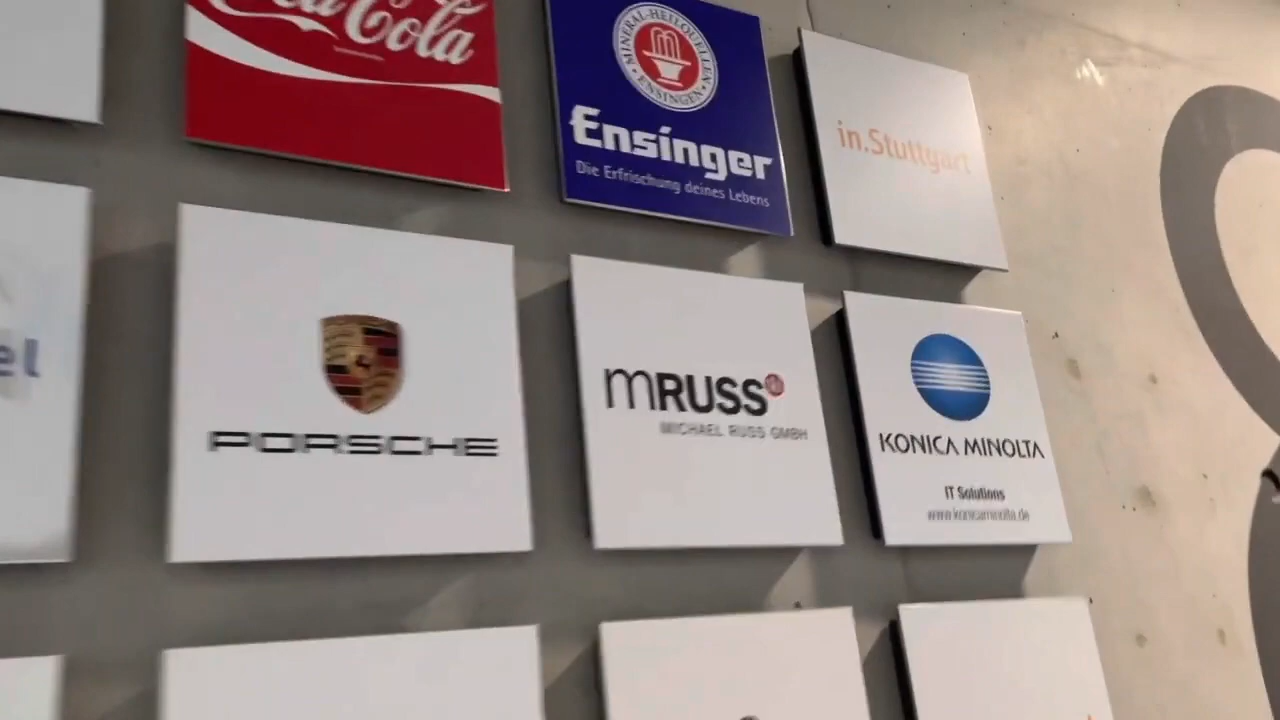 Coca-Cola
MINERAL-HEILQUELLEN
ENSINGEN
Ensinger
Die Erfrischung deines Lebens
in.Stuttgart
el
PORSCHE
mRUSS
MICHAEL RUSS GMBH
KONICA MINOLTA
IT Solutions
www.konicaminolta.de